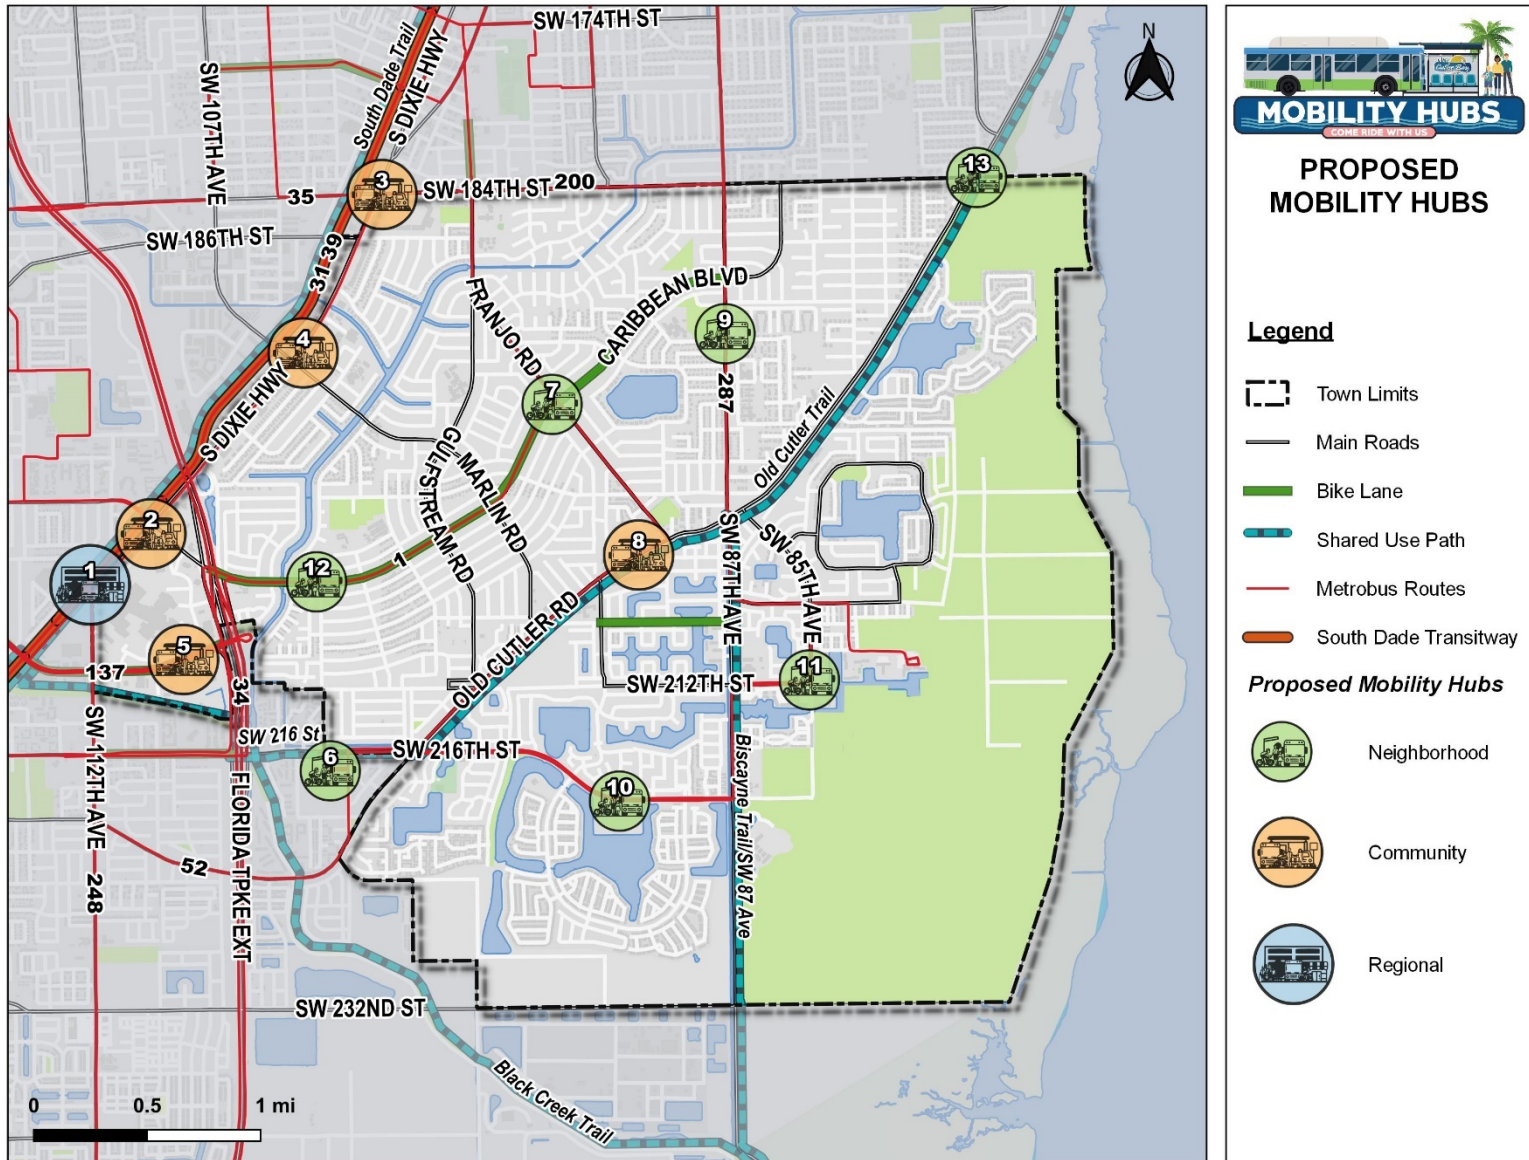 SW 174TH ST
N
SW 107TH AVE
South Dade Trail
S DIXIE HWY
3
13
35
SW 184TH ST
200
SW 186TH ST
31 39
4
FRANJO RD
CARIBBEAN BLVD
9
287
7
S DIXIE HWY
Old Cutler Trail
GULFSTREAM RD
MARLIN RD
2
8
SW 87TH AVE
SW 85TH AVE
1
12
1
5
137
34
OLD CUTLER RD
11
SW 212TH ST
SW 112TH AVE
SW 216 St
6
SW 216TH ST
10
Biscayne Trail/SW 87 Ave
FLORIDA TPKE EXT
52
248
SW 232ND ST
Black Creek Trail
0 0.5 1 mi
MOBILITY HUBS
COME RIDE WITH US
PROPOSED
MOBILITY HUBS
Legend
Town Limits
Main Roads
Bike Lane
Shared Use Path
Metrobus Routes
South Dade Transitway
Proposed Mobility Hubs
Neighborhood
Community
Regional